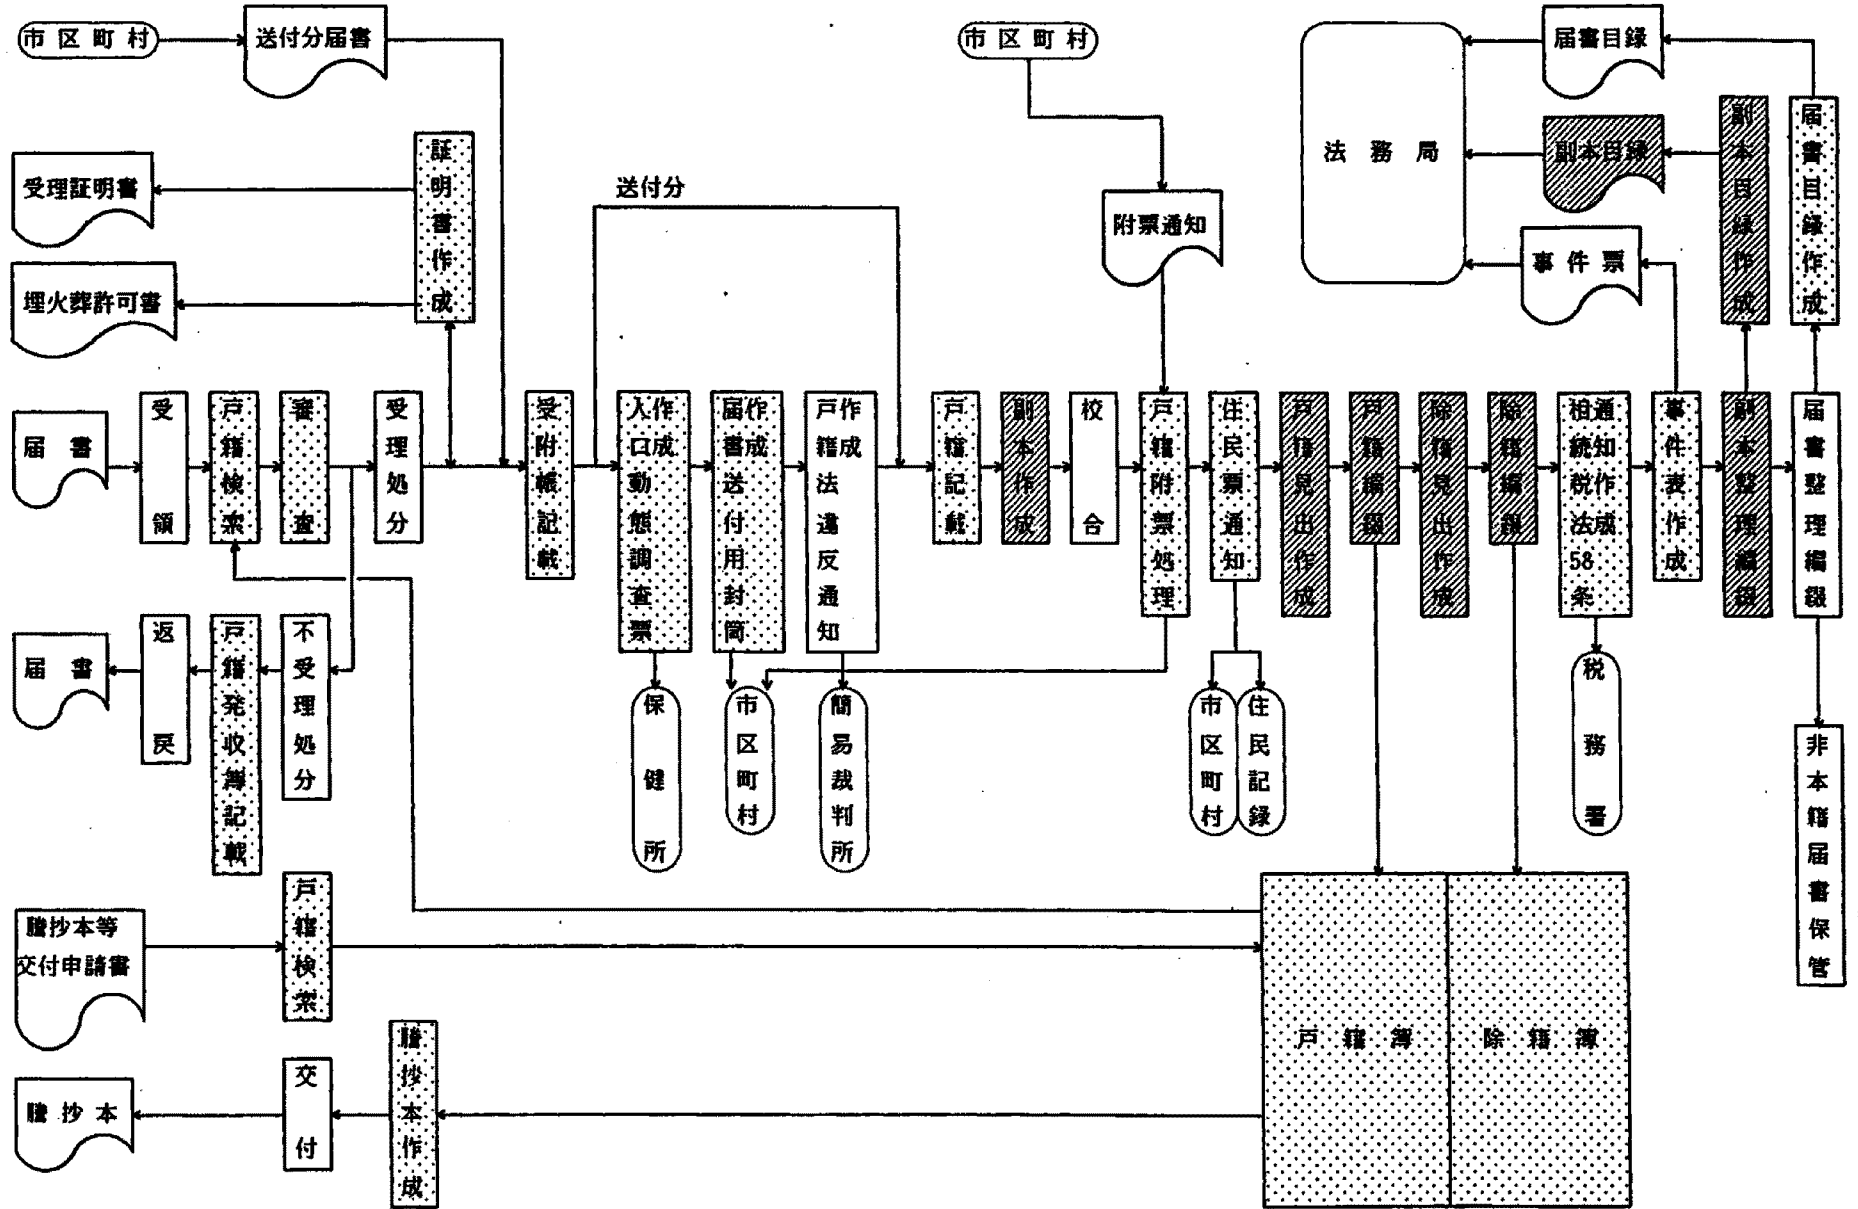 市区町村
送付分届書
市区町村
届書目録
法務局
副本目録
副本目録作成
届書目録作成
受理証明書
証明書作成
送付分
附票通知
事件票
埋火葬許可書
届書
受領
戸籍検索
審査
受理処分
受附帳記載
人口動態調査票作成
届書送付用封筒作成
戸籍法違反通知作成
戸籍記載
副本作成
校合
戸籍附票処理
住民票通知
戸籍見出作成
戸籍編綴
除籍見出作成
除籍編綴
相続税法58条通知作成
事件表作成
副本整理編綴
届書整理編綴
届書
返戻
戸籍発収簿記載
不受理処分
保健所
市区町村
簡易裁判所
市区町村
住民記録
税務署
非本籍届書保管
謄抄本等
交付申請書
戸籍検索
戸籍簿
除籍簿
謄抄本
交付
謄抄本作成